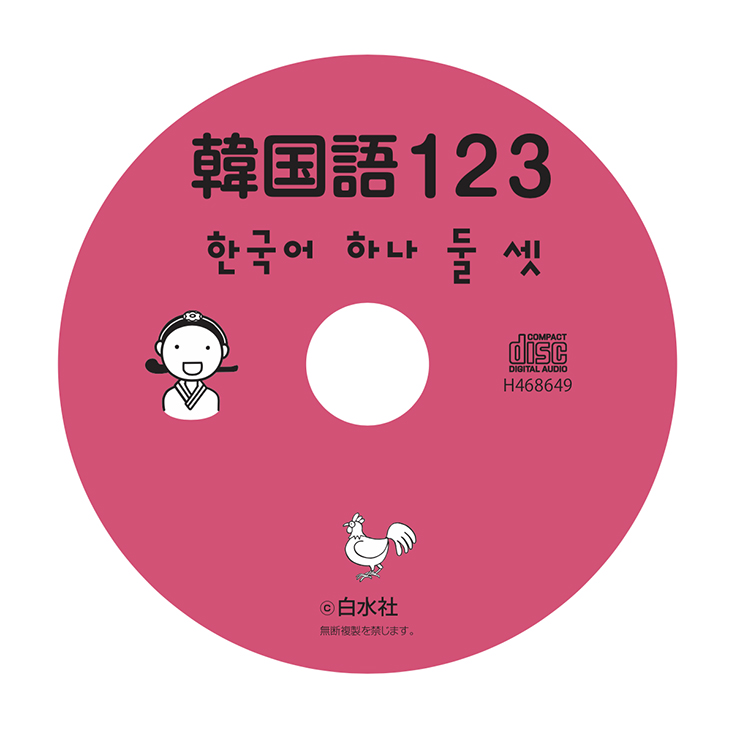 韓国語123
한국어 하나 둘 셋
COMPACT
disc
DIGITAL AUDIO
H468649
©白水社
無断複製を禁じます。